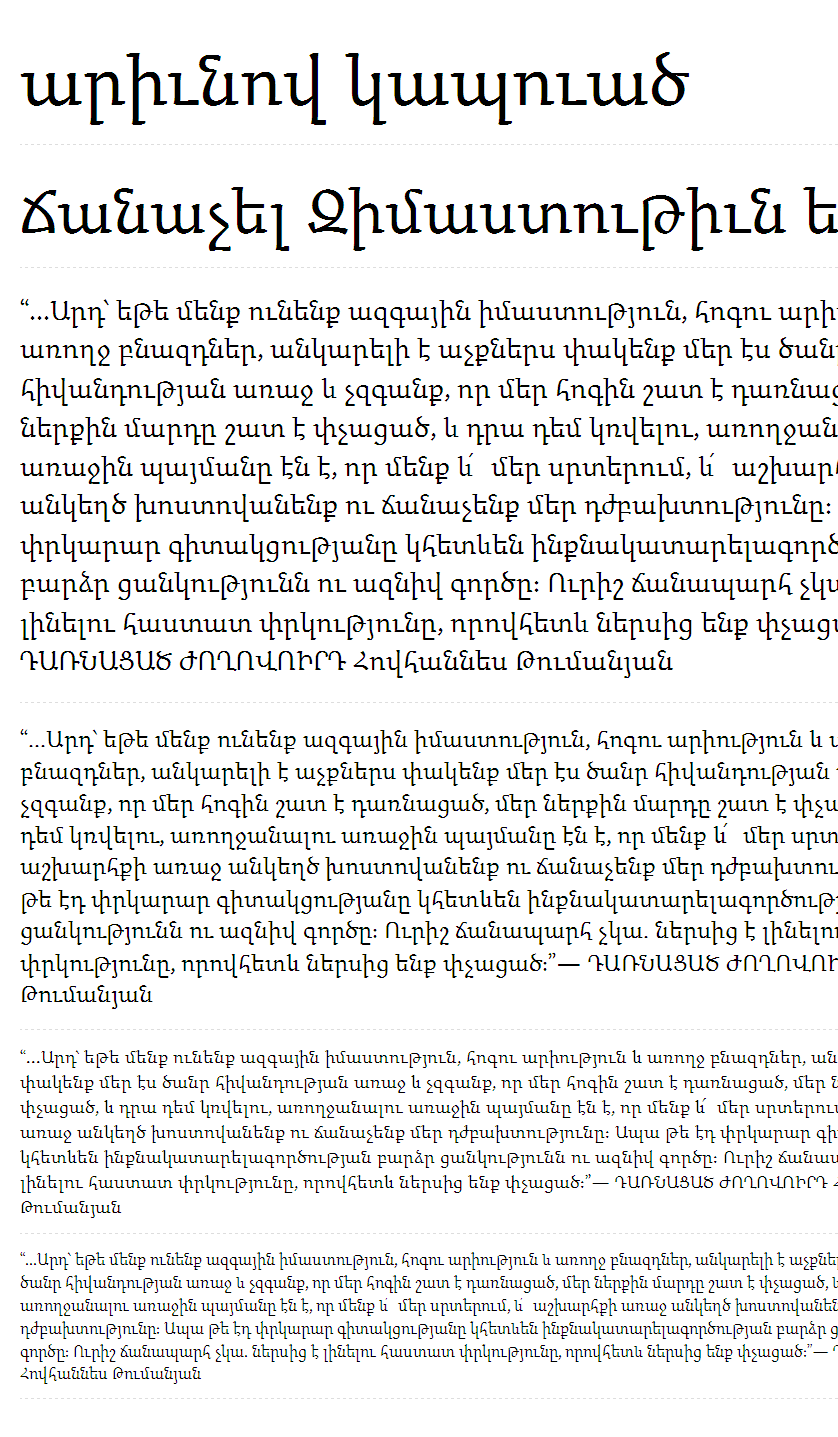 արիւնով կապուած
Ճանաչել Զիմաստութիւն ե
“…Արդ՝ եթե մենք ունենք ազգային իմաստություն, հոգու արի
առողջ բնազդներ, անկարելի է աչքներս փակենք մեր էս ծան
հիվանդության առաջ և չզգանք, որ մեր հոգին շատ է դառնաց
ներքին մարդը շատ է փչացած, և դրա դեմ կռվելու, առողջան
առաջին պայմանը էն է, որ մենք և՛ մեր սրտերում, և՛ աշխարհ
անկեղծ խոստովանենք ու ճանաչենք մեր դժբախտությունը։
փրկարար գիտակցությանը կհետևեն ինքնակատարելագործ
բարձր ցանկությունն ու ազնիվ գործը։ Ուրիշ ճանապարհ չկա
լինելու հաստատ փրկությունը, որովհետև ներսից ենք փչաց
ԴԱՌՆԱՑԱԾ ԺՈՂՈՎՈՒՐԴ Հովհաննես Թումանյան
“…Արդ՝ եթե մենք ունենք ազգային իմաստություն, հոգու արիություն և ա
բնազդներ, անկարելի է աչքներս փակենք մեր էս ծանր հիվանդության
չզգանք, որ մեր հոգին շատ է դառնացած, մեր ներքին մարդը շատ է փչա
դեմ կռվելու, առողջանալու առաջին պայմանը էն է, որ մենք և՛ մեր սրտ
աշխարհքի առաջ անկեղծ խոստովանենք ու ճանաչենք մեր դժբախտու
թե էդ փրկարար գիտակցությանը կհետևեն ինքնակատարելագործությ
ցանկությունն ու ազնիվ գործը։ Ուրիշ ճանապարհ չկա. ներսից է լինելու
փրկությունը, որովհետև ներսից ենք փչացած։”— ԴԱՌՆԱՑԱԾ ԺՈՂՈՎՈՒ
Թումանյան
“…Արդ՝ եթե մենք ունենք ազգային իմաստություն, հոգու արիություն և առողջ բնազդներ, ան
փակենք մեր էս ծանր հիվանդության առաջ և չզգանք, որ մեր հոգին շատ է դառնացած, մեր ն
փչացած, և դրա դեմ կռվելու, առողջանալու առաջին պայմանը էն է, որ մենք և՛ մեր սրտերում
առաջ անկեղծ խոստովանենք ու ճանաչենք մեր դժբախտությունը։ Ապա թե էդ փրկարար գի
կհետևեն ինքնակատարելագործության բարձր ցանկությունն ու ազնիվ գործը։ Ուրիշ ճանապ
լինելու հաստատ փրկությունը, որովհետև ներսից ենք փչացած։”— ԴԱՌՆԱՑԱԾ ԺՈՂՈՎՈՒՐԴ Հ
Թումանյան
“…Արդ՝ եթե մենք ունենք ազգային իմաստություն, հոգու արիություն և առողջ բնազդներ, անկարելի է աչքնե
ծանր հիվանդության առաջ և չզգանք, որ մեր հոգին շատ է դառնացած, մեր ներքին մարդը շատ է փչացած, և
առողջանալու առաջին պայմանը էն է, որ մենք և՛ մեր սրտերում, և՛ աշխարհքի առաջ անկեղծ խոստովանեն
դժբախտությունը։ Ապա թե էդ փրկարար գիտակցությանը կհետևեն ինքնակատարելագործության բարձր ց
գործը։ Ուրիշ ճանապարհ չկա. ներսից է լինելու հաստատ փրկությունը, որովհետև ներսից ենք փչացած։”— Դ
Հովհաննես Թումանյան